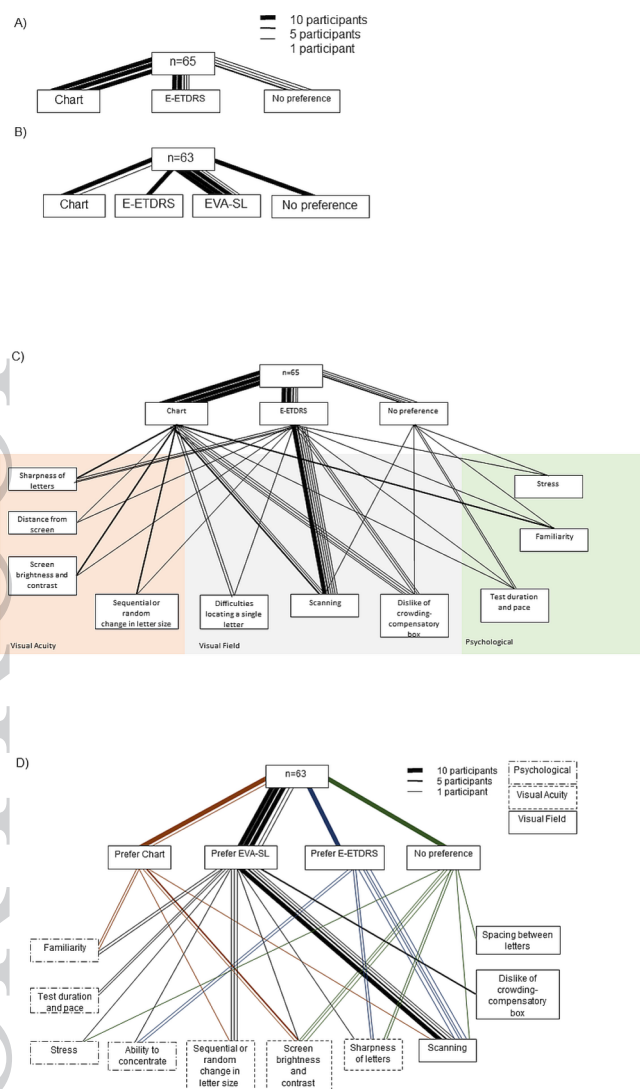 A)
10 participants
5 participants
1 participant
n=65
Chart
E-ETDRS
No preference
B)
n=63
Chart
E-ETDRS
EVA-SL
No preference
C)
n=65
Chart
E-ETDRS
No preference
Sharpness of
letters
Stress
Distance from
screen
Familiarity
Screen
brightness and
contrast
Sequential or
random
change in letter size
Difficulties
locating a single
letter
Scanning
Dislike of
crowding-
compensatory
box
Test duration
and pace
Visual Acuity
Visual Field
Psychological
D)
n=63
10 participants
5 participants
1 participant
Psychological
Visual Acuity
Visual Field
Prefer Chart
Prefer EVA-SL
Prefer E-ETDRS
No preference
Familiarity
Spacing between
letters
Test duration
and pace
Dislike of
crowding-
compensatory
box
Stress
Ability to
concentrate
Sequential or
random
change in
letter size
Screen
brightness
and
contrast
Sharpness
of letters
Scanning